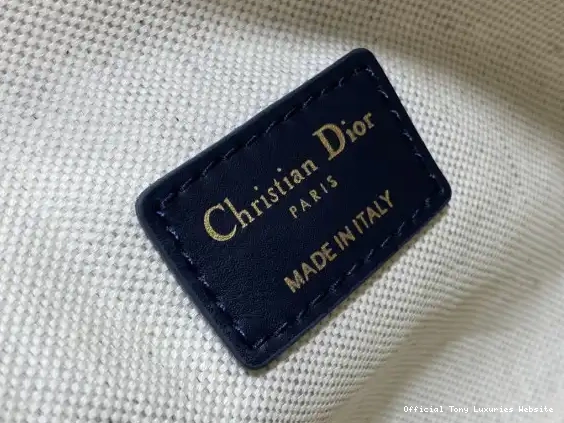 Christian Dior
PARIS
MADE IN ITALY
Official Tony Luxuries Website